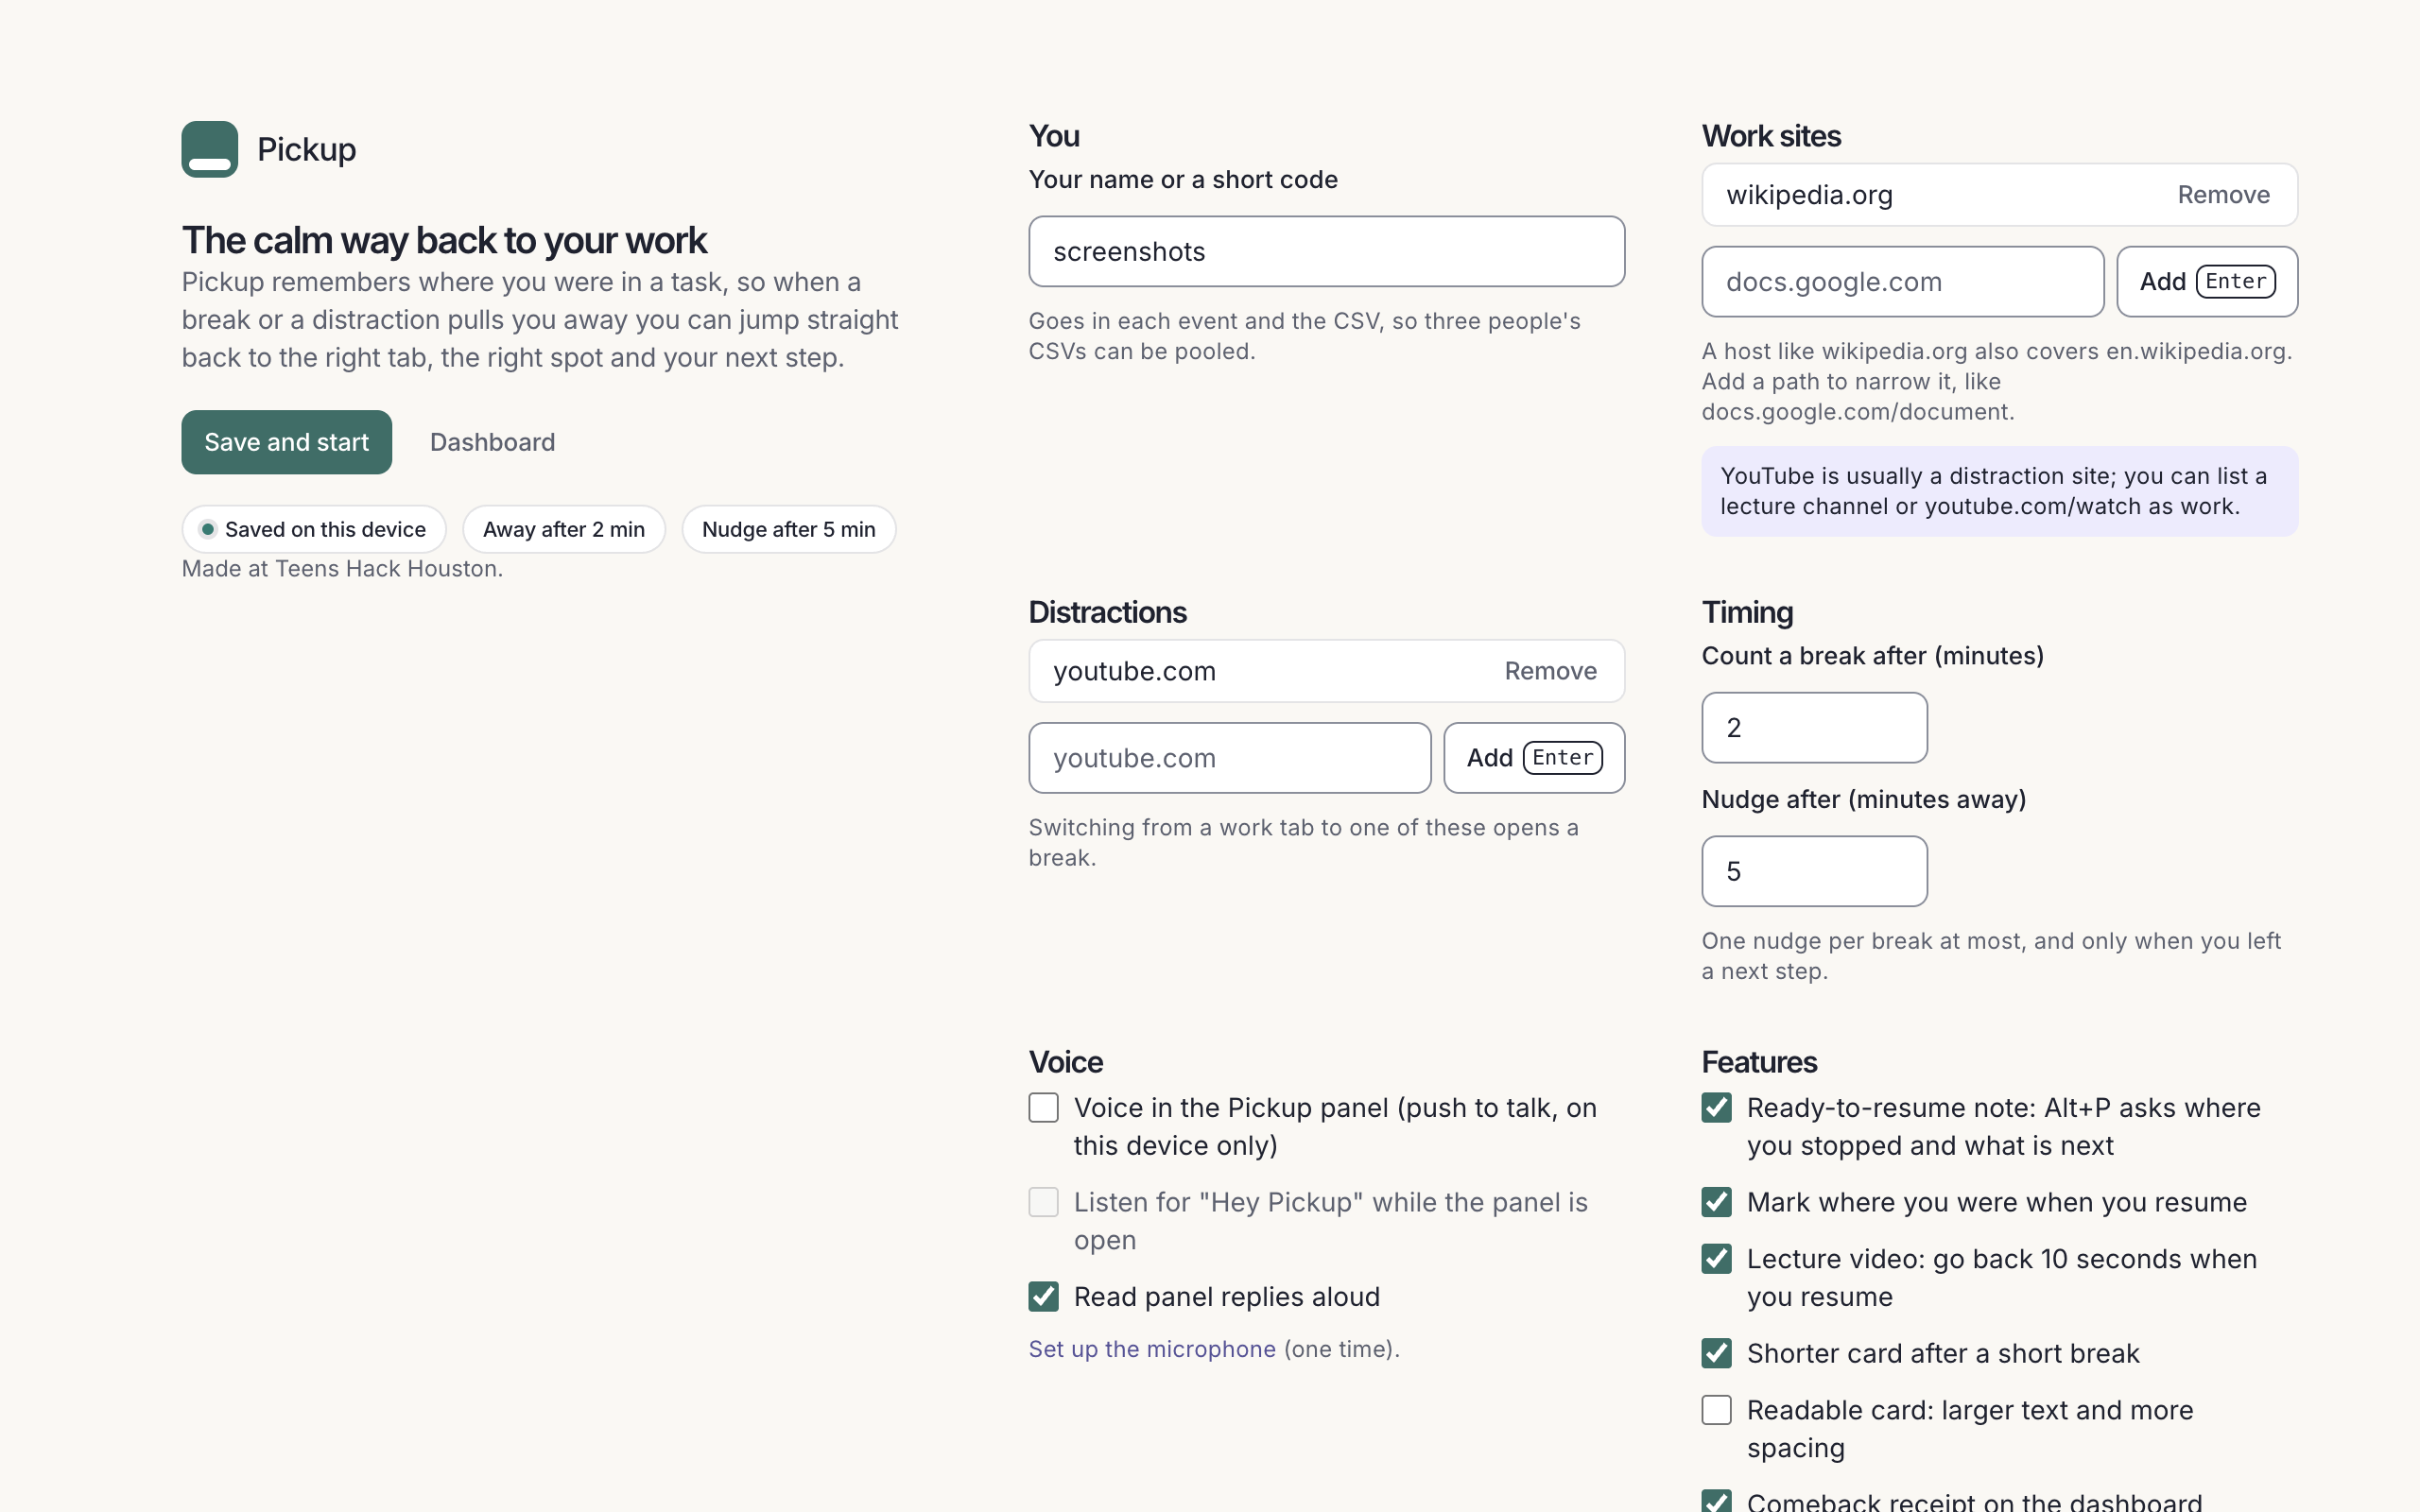 Pickup
The calm way back to your work
Pickup remembers where you were in a task, so when a
break or a distraction pulls you away you can jump straight
back to the right tab, the right spot and your next step.
Save and start
Dashboard
Saved on this device
Away after 2 min
Nudge after 5 min
Made at Teens Hack Houston.
You
Your name or a short code
screenshots
Goes in each event and the CSV, so three people's
CSVs can be pooled.
Work sites
wikipedia.org
Remove
docs.google.com
Add Enter
A host like wikipedia.org also covers en.wikipedia.org.
Add a path to narrow it, like
docs.google.com/document.
YouTube is usually a distraction site; you can list a
lecture channel or youtube.com/watch as work.
Distractions
youtube.com
Remove
youtube.com
Add Enter
Switching from a work tab to one of these opens a
break.
Timing
Count a break after (minutes)
2
Nudge after (minutes away)
5
One nudge per break at most, and only when you left
a next step.
Voice
Voice in the Pickup panel (push to talk, on
this device only)
Listen for "Hey Pickup" while the panel is
open
Read panel replies aloud
Set up the microphone (one time).
Features
Ready-to-resume note: Alt+P asks where
you stopped and what is next
Mark where you were when you resume
Lecture video: go back 10 seconds when
you resume
Shorter card after a short break
Readable card: larger text and more
spacing
Comeback receipt on the dashboard